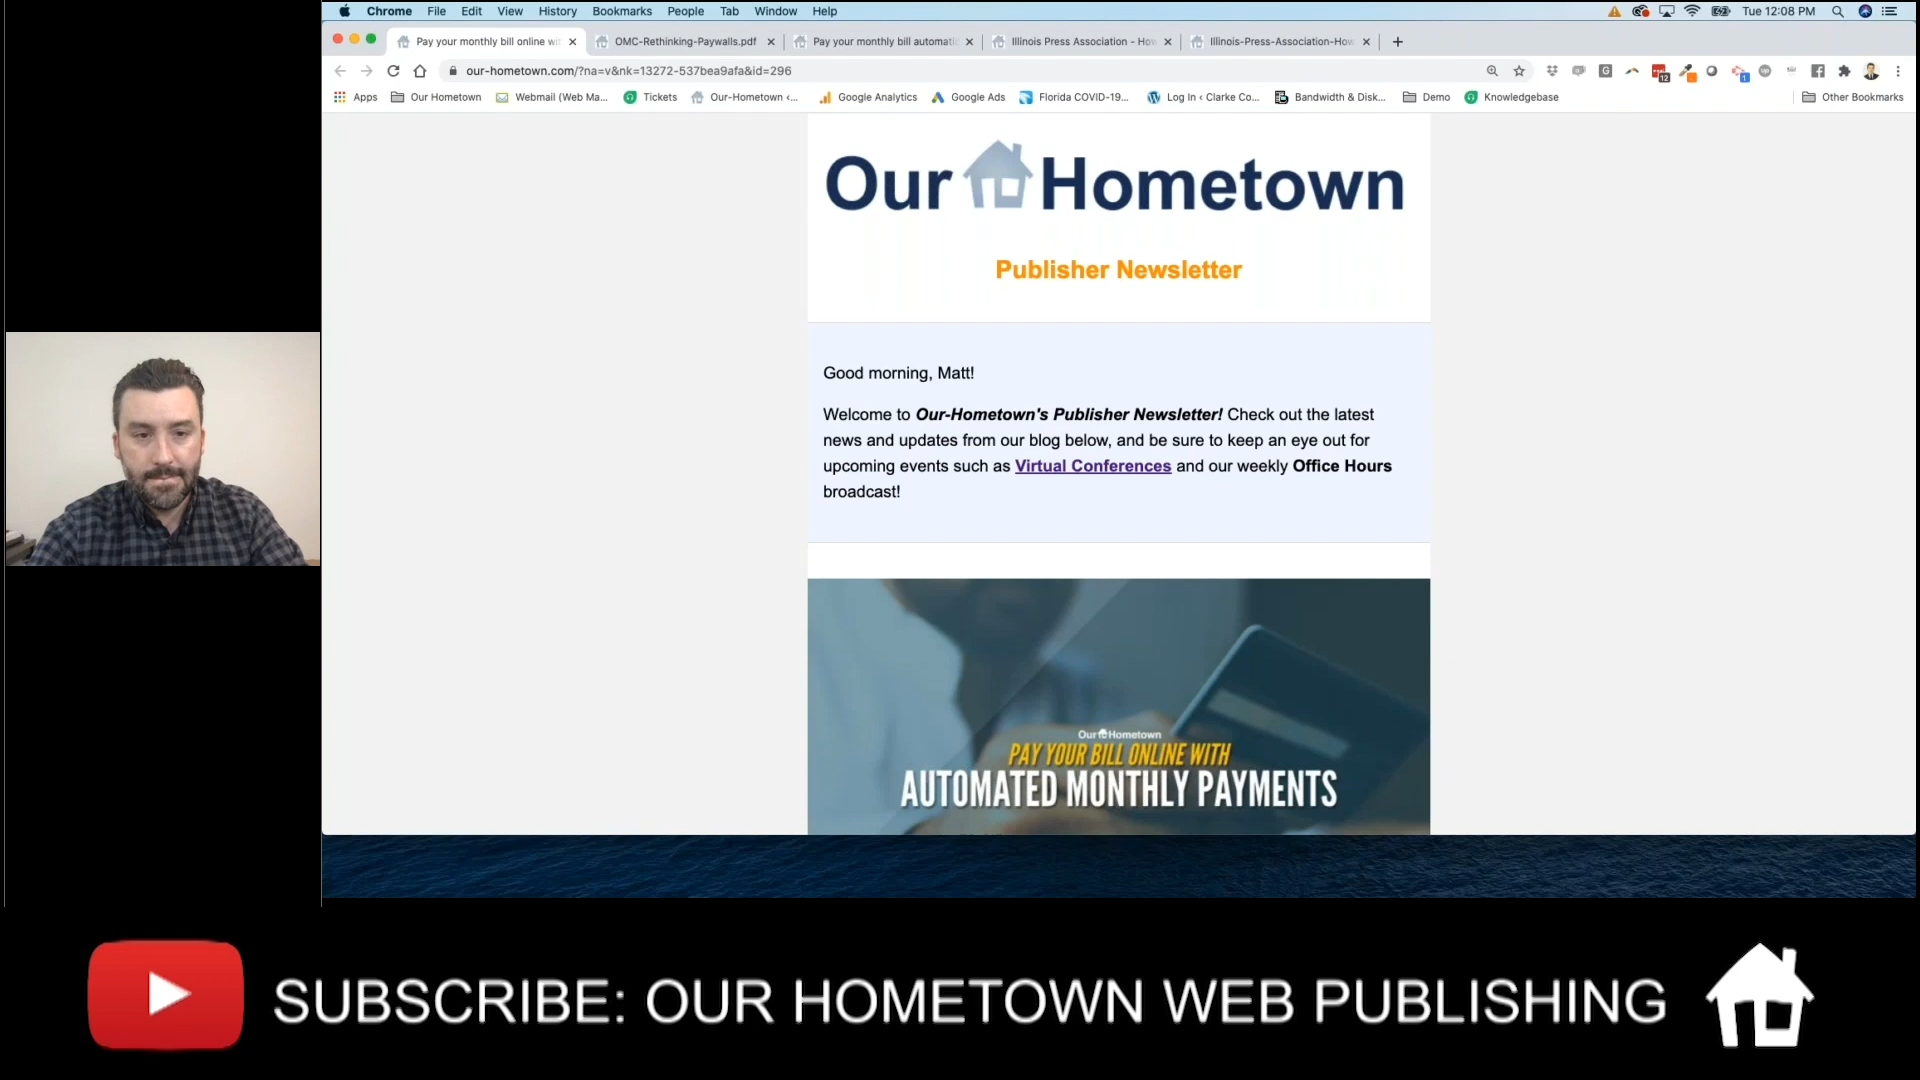 Chrome File Edit View History Bookmarks People Tab Window Help
Tue 12:08 PM
Pay your monthly bill online wi
OMC-Rethinking-Paywalls.pdf
Pay your monthly bill automati
Illinois Press Association - How
Illinois-Press-Association-How
our-hometown.com/?na=v&nk=13272-537bea9afa&id=296
Apps
Our Hometown
Webmail (Web Ma...
Tickets
Our-Hometown ‹...
Google Analytics
Google Ads
Florida COVID-19...
Log In ‹ Clarke Co...
Bandwidth & Disk...
Demo
Knowledgebase
Other Bookmarks
Our Hometown
Publisher Newsletter
Good morning, Matt!
Welcome to Our-Hometown's Publisher Newsletter! Check out the latest
news and updates from our blog below, and be sure to keep an eye out for
upcoming events such as Virtual Conferences and our weekly Office Hours
broadcast!
Our Hometown
PAY YOUR BILL ONLINE WITH
AUTOMATED MONTHLY PAYMENTS
SUBSCRIBE: OUR HOMETOWN WEB PUBLISHING